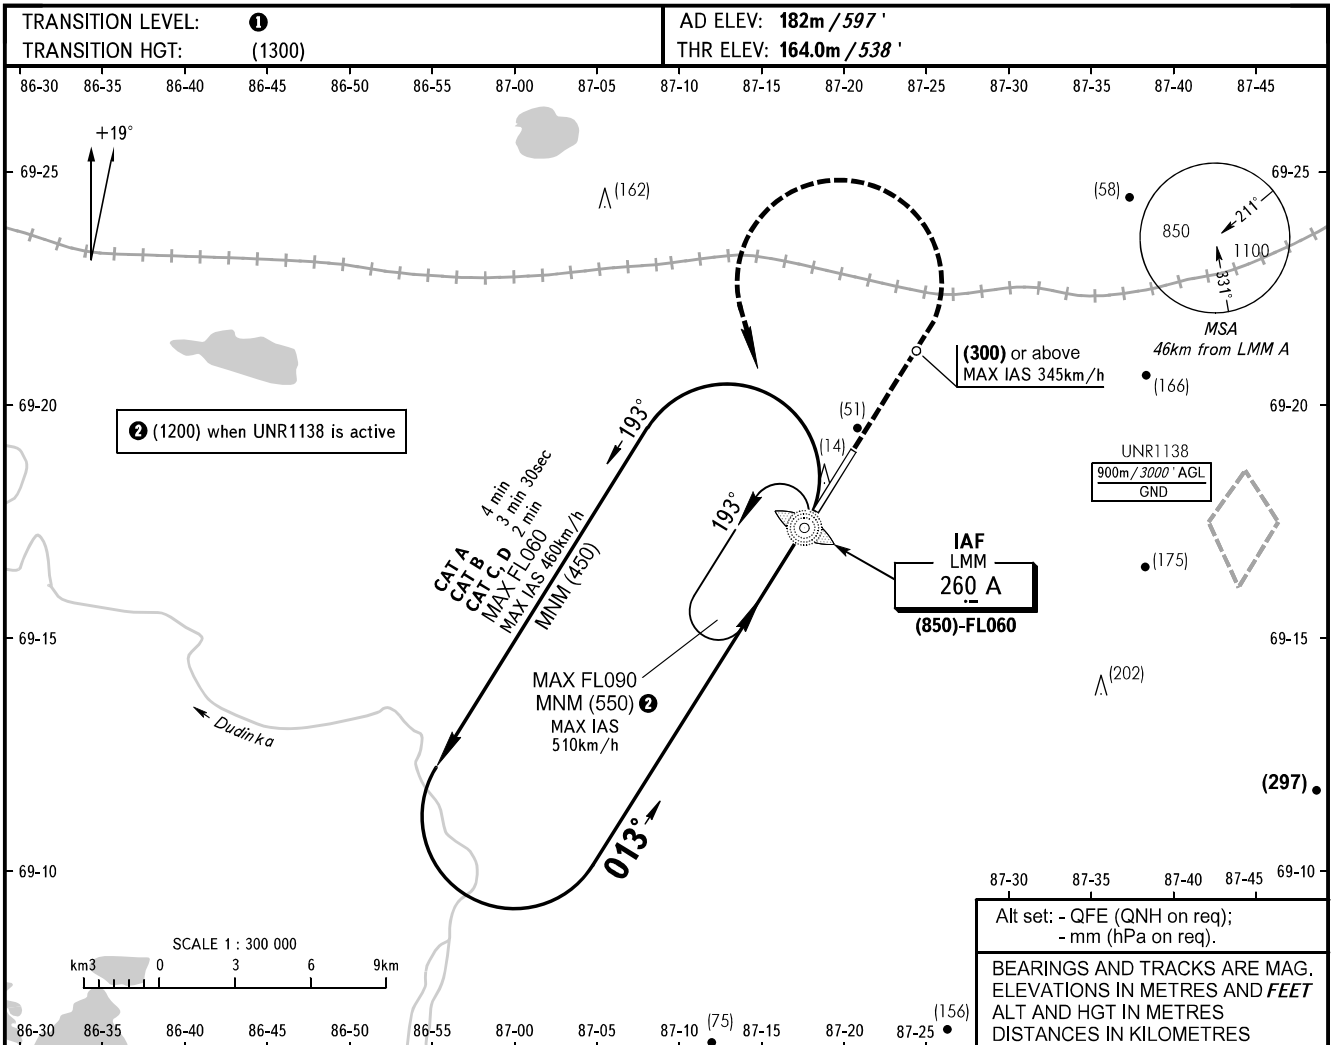 TRANSITION LEVEL: ❶
TRANSITION HGT: (1300)
AD ELEV: 182m / 597 '
THR ELEV: 164.0m / 538 '
86-30 86-35 86-40 86-45 86-50 86-55 87-00 87-05 87-10 87-15 87-20 87-25 87-30 87-35 87-40 87-45
+19°
69-25
(162)
(58)
69-25
850
211°
1100
331°
MSA
46km from LMM A
(300) or above
MAX IAS 345km/h
(166)
69-20
❷ (1200) when UNR1138 is active
193°
(51)
(14)
69-20
UNR1138
900m/3000 ' AGL
GND
CAT A 4 min
CAT B 3 min 30sec
CAT C, D 2 min
MAX FL060
MAX IAS 460km/h
MNM (450)
193°
IAF
LMM
260 A
(850)-FL060
(175)
69-15
69-15
MAX FL090
MNM (550) ❷
MAX IAS
510km/h
(202)
Dudinka
(297)
013°
69-10
69-10
87-30 87-35 87-40 87-45
SCALE 1 : 300 000
km3 0 3 6 9km
Alt set: - QFE (QNH on req);
- mm (hPa on req).
BEARINGS AND TRACKS ARE MAG.
ELEVATIONS IN METRES AND FEET
ALT AND HGT IN METRES
DISTANCES IN KILOMETRES
(75)
(156)
86-30 86-35 86-40 86-45 86-50 86-55 87-00 87-05 87-10 87-15 87-20 87-25